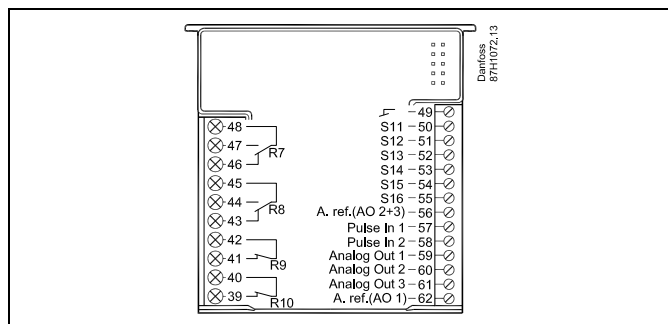 Danfoss
87H1072.13
48
47
R7
46
45
44
R8
43
42
41
R9
40
39
R10
49
S11 50
S12 51
S13 52
S14 53
S15 54
S16 55
A. ref.(AO 2+3) 56
Pulse In 1 57
Pulse In 2 58
Analog Out 1 59
Analog Out 2 60
Analog Out 3 61
A. ref.(AO 1) 62